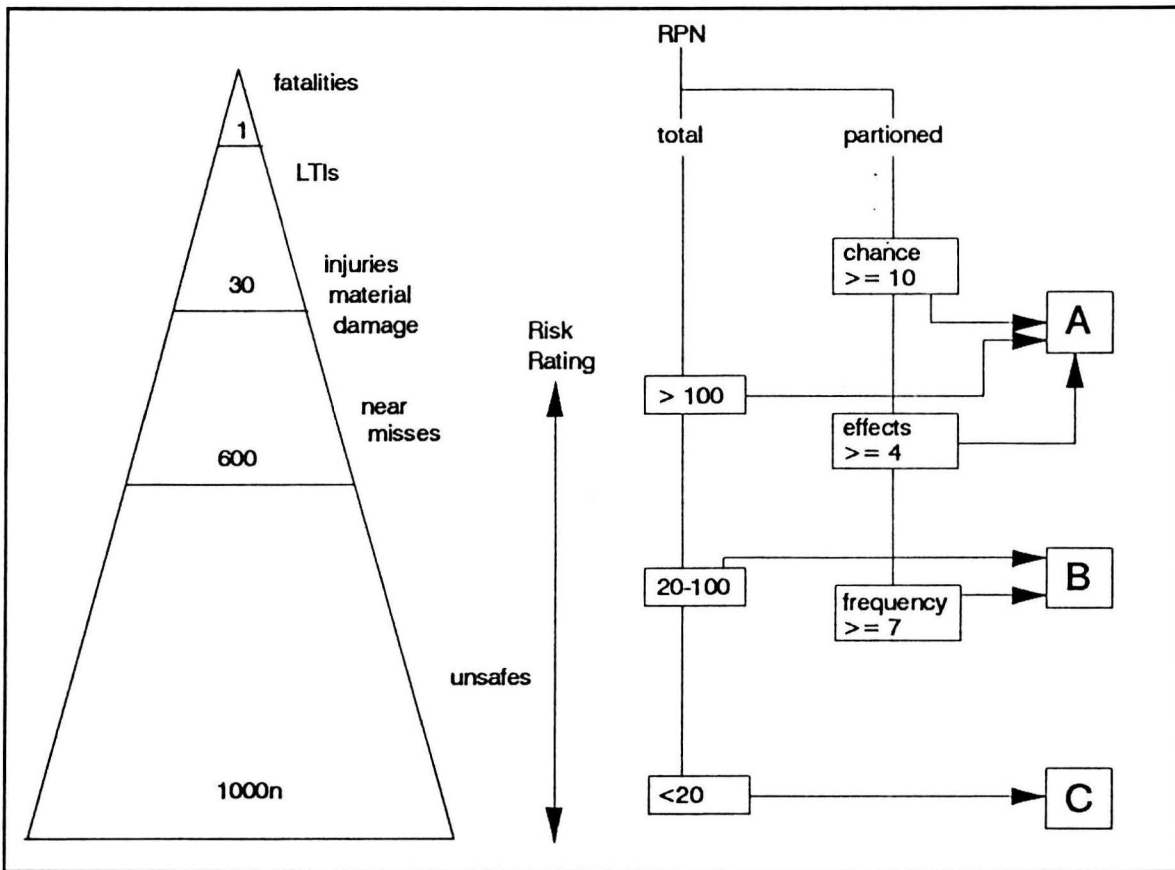 fatalities
1
LTIs
30
injuries
material
damage
near
misses
600
unsafes
1000n
Risk
Rating
RPN
total
partioned
chance
>= 10
A
> 100
effects
>= 4
20-100
B
frequency
>= 7
<20
C